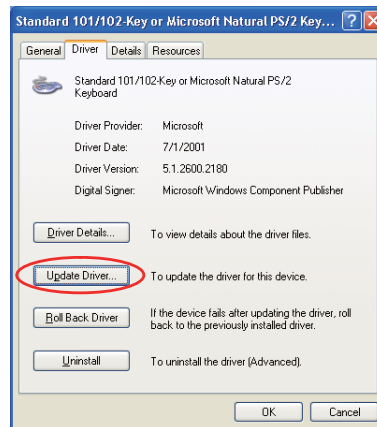 Standard 101/102-Key or Microsoft Natural PS/2 Key...
General Driver Details Resources
Standard 101/102-Key or Microsoft Natural PS/2
Keyboard
Driver Provider: Microsoft
Driver Date: 7/1/2001
Driver Version: 5.1.2600.2180
Digital Signer: Microsoft Windows Component Publisher
Driver Details... To view details about the driver files.
Update Driver... To update the driver for this device.
Roll Back Driver If the device fails after updating the driver, roll
back to the previously installed driver.
Uninstall To uninstall the driver (Advanced).
OK Cancel